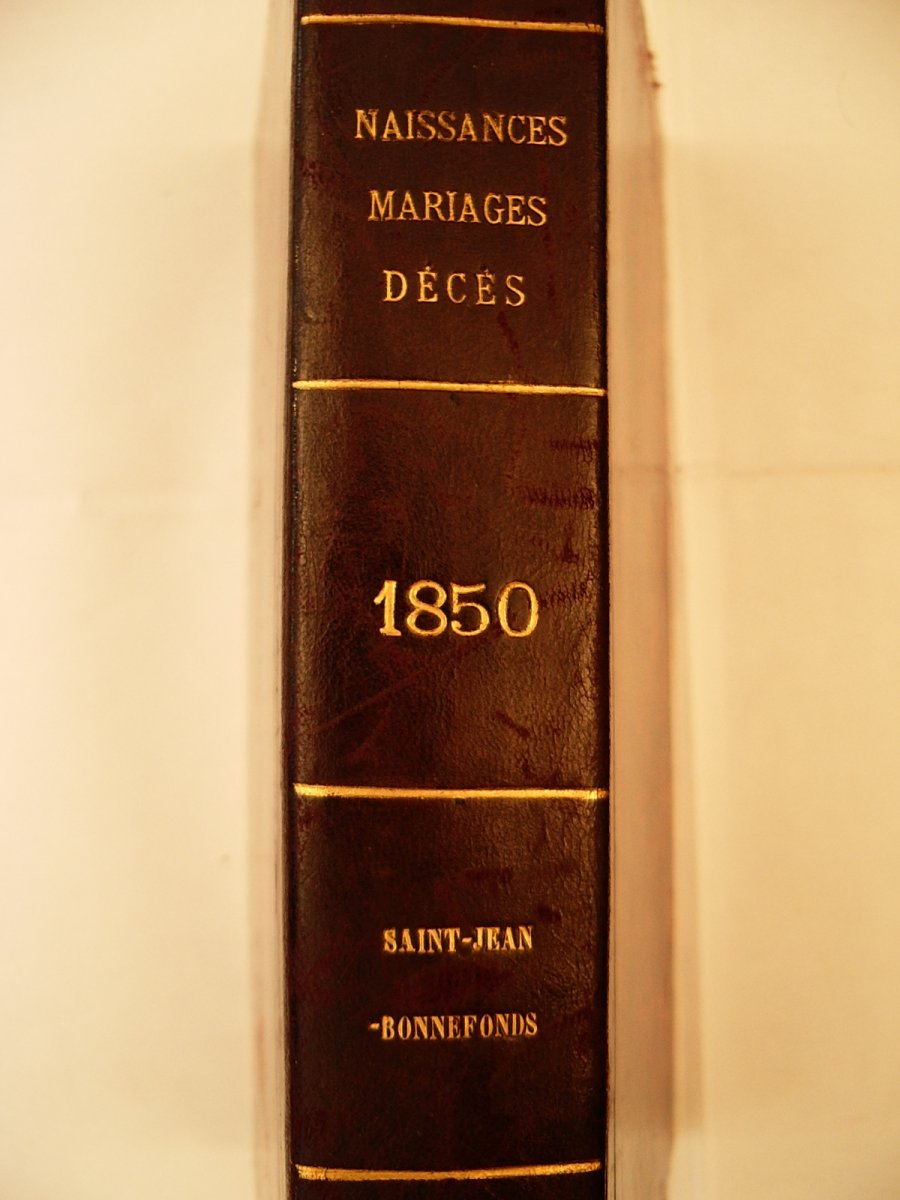 NAISSANCES
MARIAGES
DÉCÉS
1850
SAINT-JEAN
-BONNEFONDS